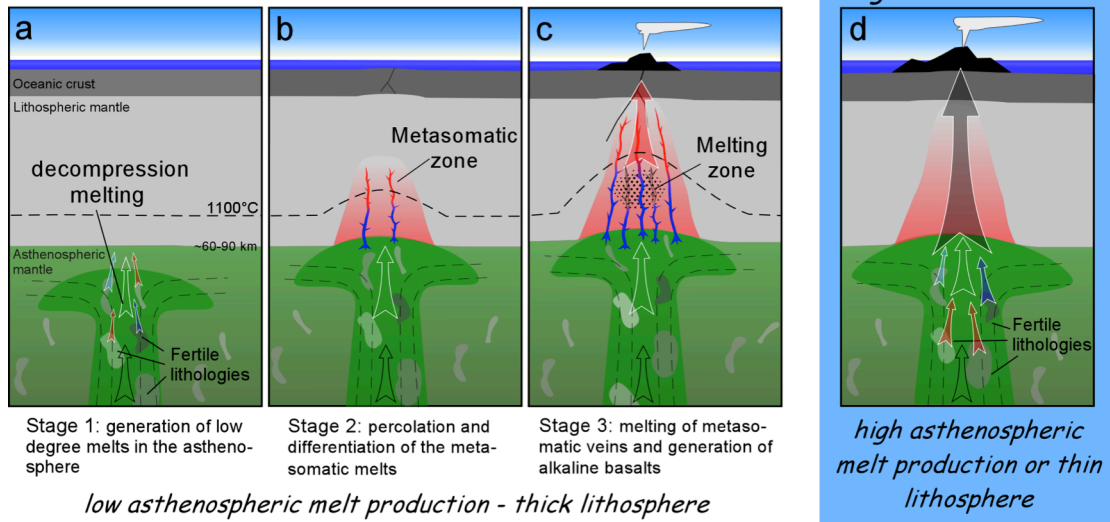 a
Oceanic crust
Lithospheric mantle
decompression
melting
1100°C
~60-90 km
Asthenospheric
mantle
Fertile
lithologies
Stage 1: generation of low
degree melts in the astheno-
sphere
b
Metasomatic
zone
Stage 2: percolation and
differentiation of the meta-
somatic melts
c
Melting
zone
Stage 3: melting of metaso-
matic veins and generation of
alkaline basalts
low asthenospheric melt production - thick lithosphere
d
Fertile
lithologies
high asthenospheric
melt production or thin
lithosphere